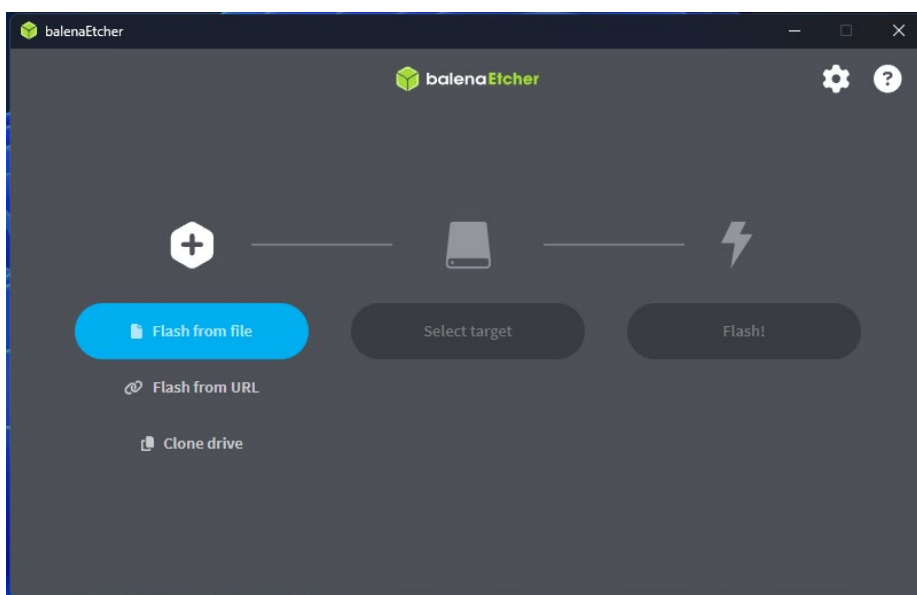 balenaEtcher
balenaEtcher
Flash from file
Select target
Flash!
Flash from URL
Clone drive